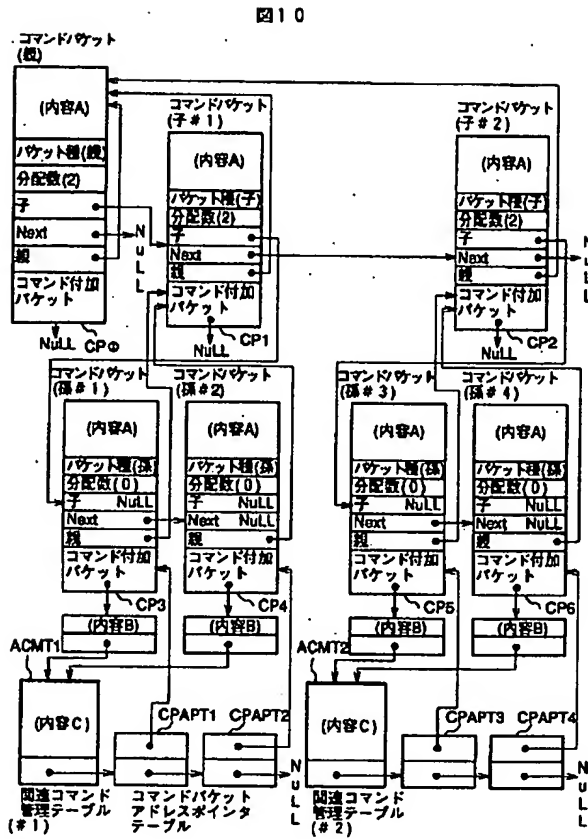 図10
コマンドパケット
(親)
(内容A)
パケット種(親)
分配数(2)
子
Next
親
コマンド付加
パケット
NuLL
NuLL
CPΦ
コマンドパケット
(子#1)
(内容A)
パケット種(子)
分配数(2)
子
Next
親
コマンド付加
パケット
NuLL
CP1
コマンドパケット
(子#2)
(内容A)
パケット種(子)
分配数(2)
子
Next
親
コマンド付加
パケット
NuLL
NuLL
CP2
コマンドパケット
(孫#1)
(内容A)
パケット種(孫)
分配数(0)
子 NuLL
Next
親
コマンド付加
パケット
CP3
(内容B)
コマンドパケット
(孫#2)
(内容A)
パケット種(孫)
分配数(0)
子 NuLL
Next NuLL
親
コマンド付加
パケット
CP4
(内容B)
コマンドパケット
(孫#3)
(内容A)
パケット種(孫)
分配数(0)
子 NuLL
Next
親
コマンド付加
パケット
CP5
(内容B)
コマンドパケット
(孫#4)
(内容A)
パケット種(孫)
分配数(0)
子 NuLL
Next NuLL
親
コマンド付加
パケット
CP6
(内容B)
ACMT1
(内容C)
CPAPT1
CPAPT2
NuLL
関連コマンド
管理テーブル
(#1)
コマンドパケット
アドレスポインタ
テーブル
ACMT2
(内容C)
CPAPT3
CPAPT4
NuLL
関連コマンド
管理テーブル
(#2)